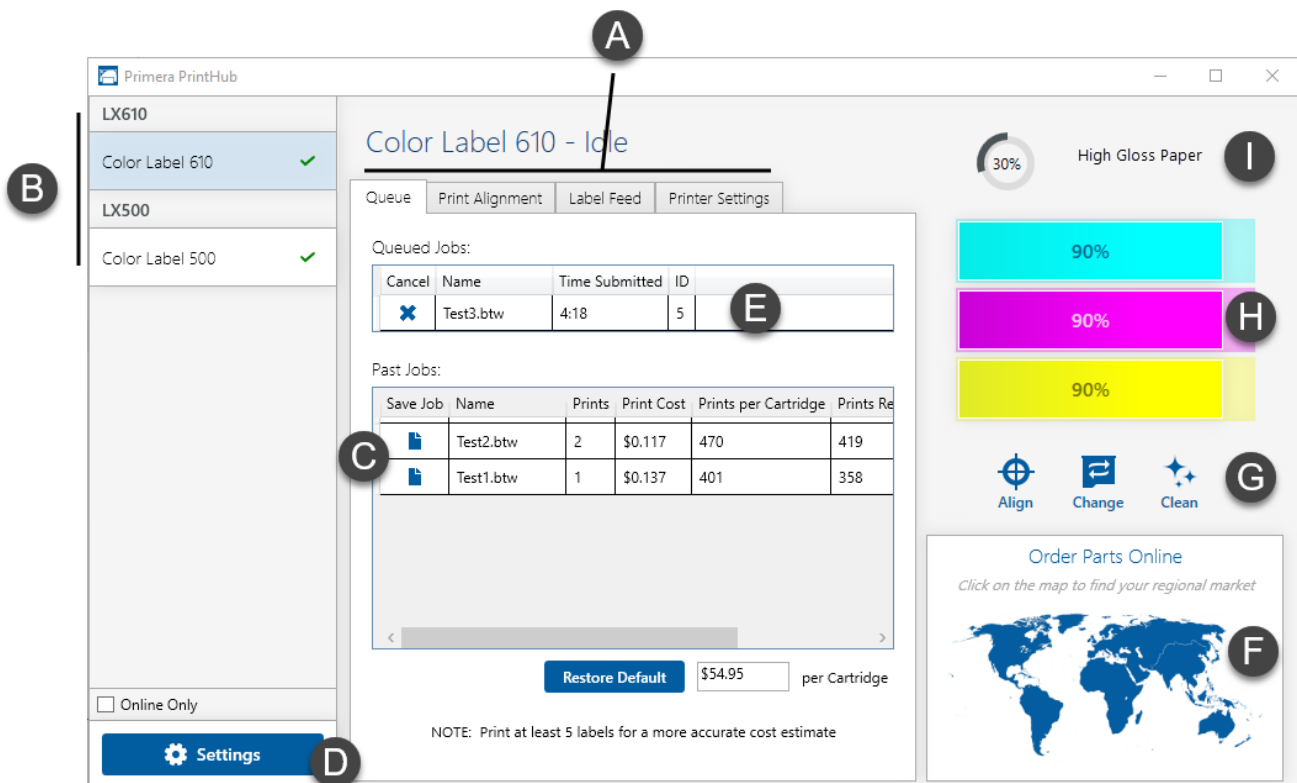 A
Primera PrintHub
LX610
Color Label 610
LX500
Color Label 500
B
Color Label 610 - Idle
30%
High Gloss Paper
I
Queue
Print Alignment
Label Feed
Printer Settings
Queued Jobs:
Cancel Name Time Submitted ID
Test3.btw 4:18 5
E
90%
90%
H
90%
Past Jobs:
Save Job Name Prints Print Cost Prints per Cartridge Prints Re
Test2.btw 2 $0.117 470 419
C
Test1.btw 1 $0.137 401 358
Align
Change
Clean
G
Order Parts Online
Click on the map to find your regional market
F
Restore Default
$54.95
per Cartridge
NOTE: Print at least 5 labels for a more accurate cost estimate
Online Only
Settings
D